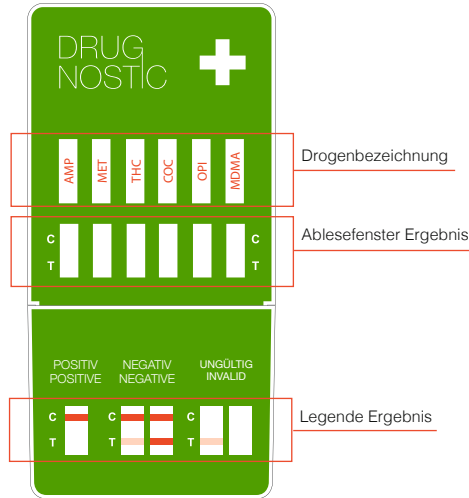 DRUG
NOSTIC
AMP MET THC COC OPI MDMA
Drogenbezeichnung
C C
Ablesefenster Ergebnis
T T
POSITIV NEGATIV UNGÜLTIG
POSITIVE NEGATIVE INVALID
C C C
Legende Ergebnis
T T T